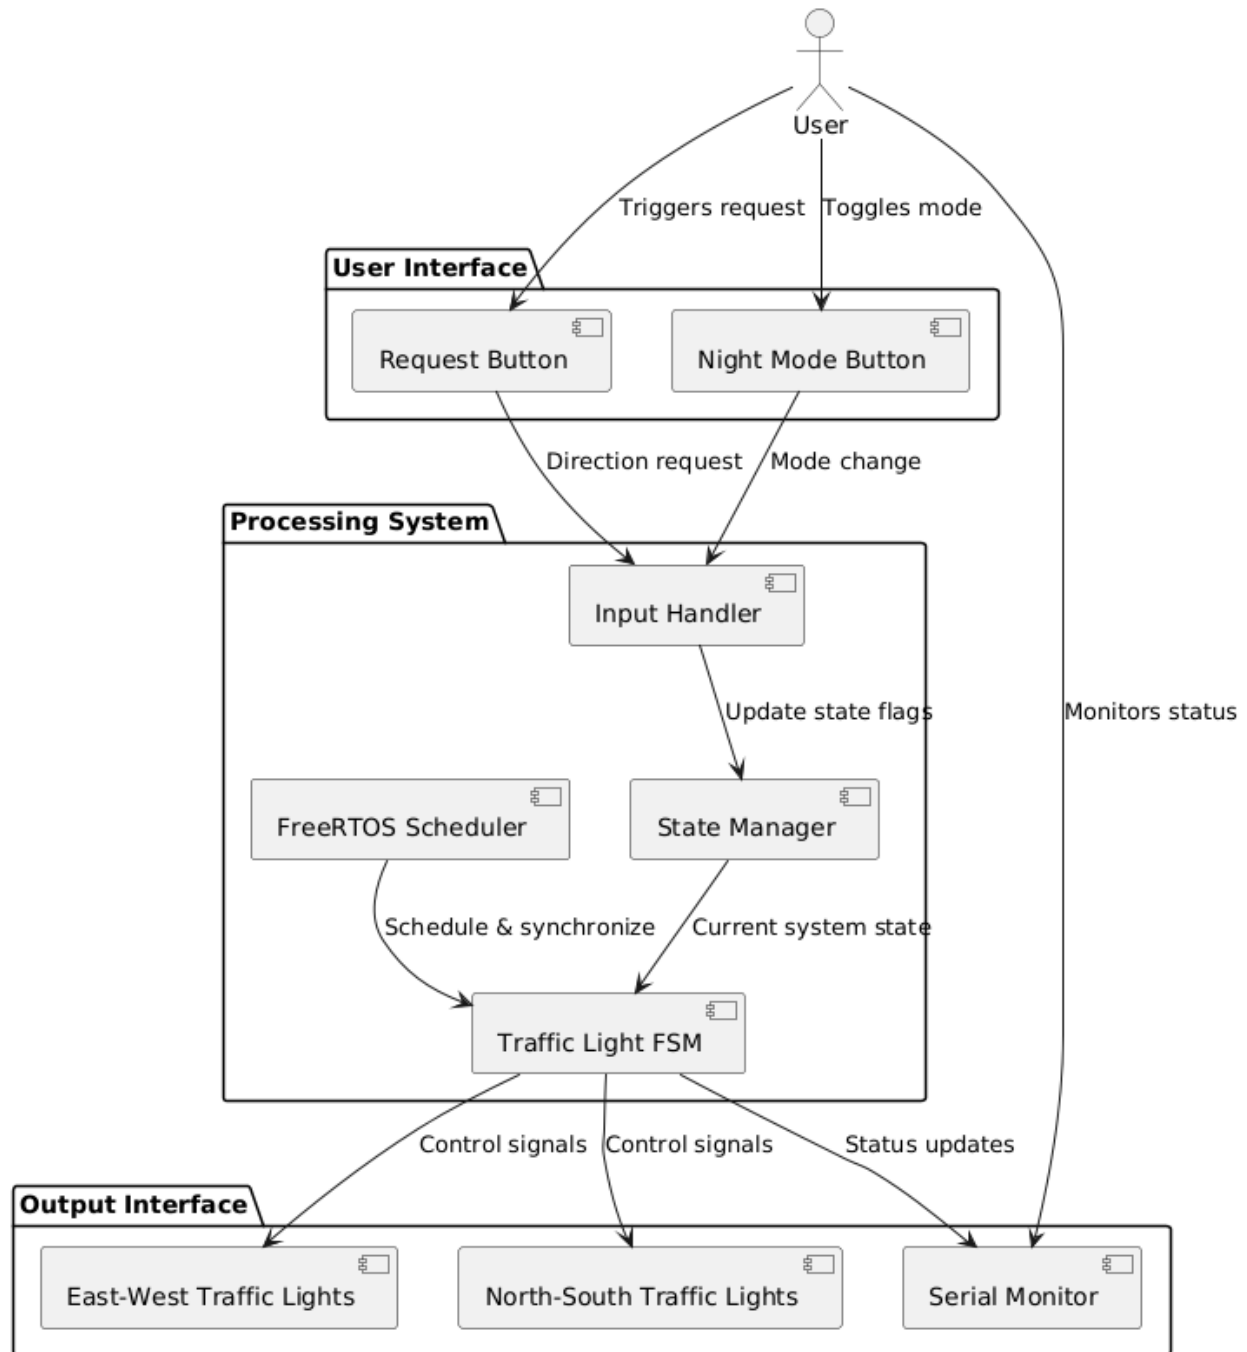 User
Triggers request
Toggles mode
User Interface
Request Button
Night Mode Button
Direction request
Mode change
Processing System
Input Handler
Update state flags
Monitors status
FreeRTOS Scheduler
State Manager
Schedule & synchronize
Current system state
Traffic Light FSM
Control signals
Control signals
Status updates
Output Interface
East-West Traffic Lights
North-South Traffic Lights
Serial Monitor